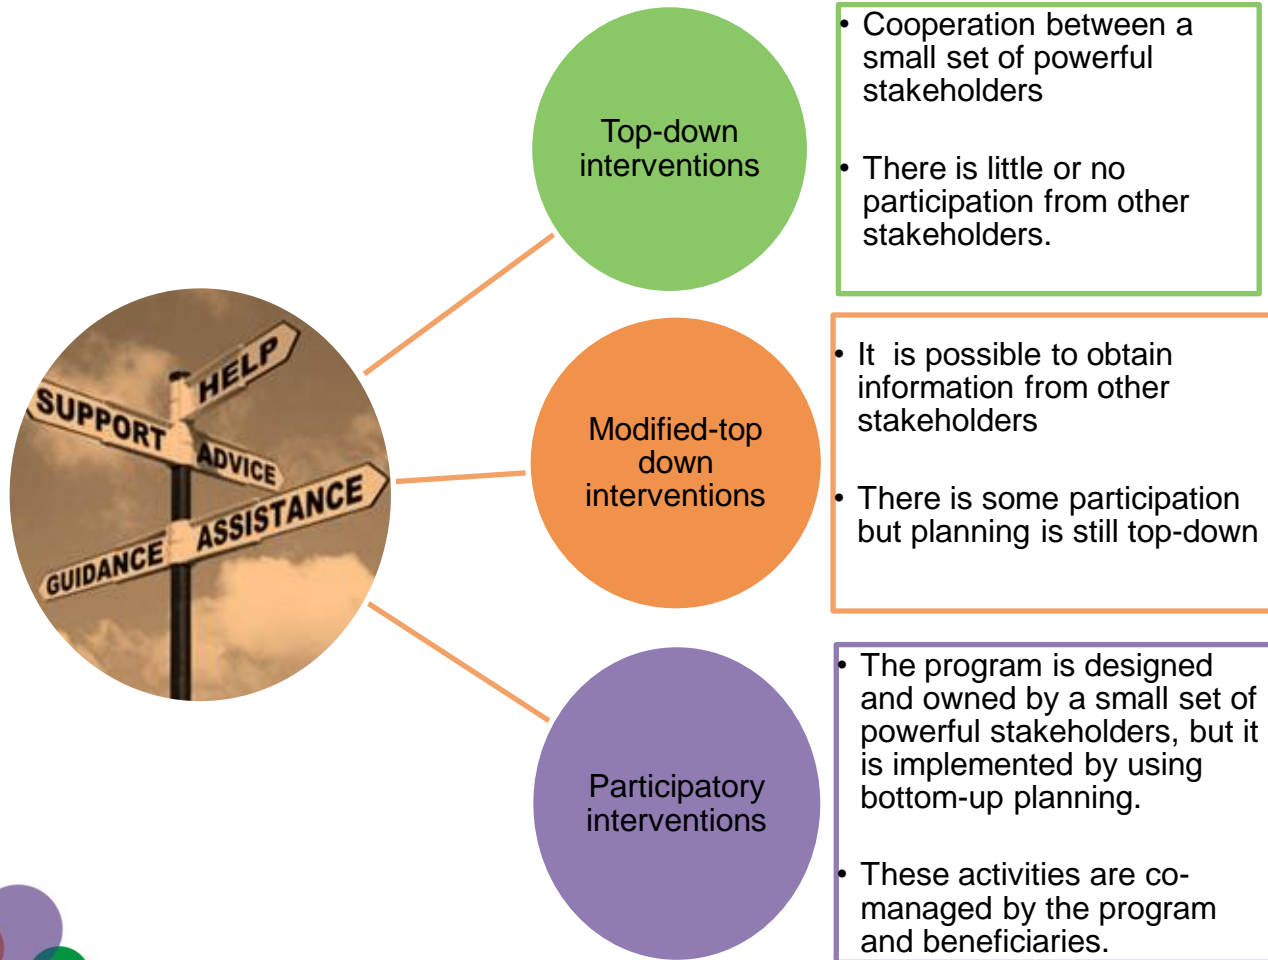 Top-down
interventions
• Cooperation between a
small set of powerful
stakeholders
• There is little or no
participation from other
stakeholders.
HELP
SUPPORT
ADVICE
ASSISTANCE
GUIDANCE
Modified-top
down
interventions
• It  is possible to obtain
information from other
stakeholders
• There is some participation
but planning is still top-down
Participatory
interventions
• The program is designed
and owned by a small set of
powerful stakeholders, but it
is implemented by using
bottom-up planning.
• These activities are co-
managed by the program
and beneficiaries.